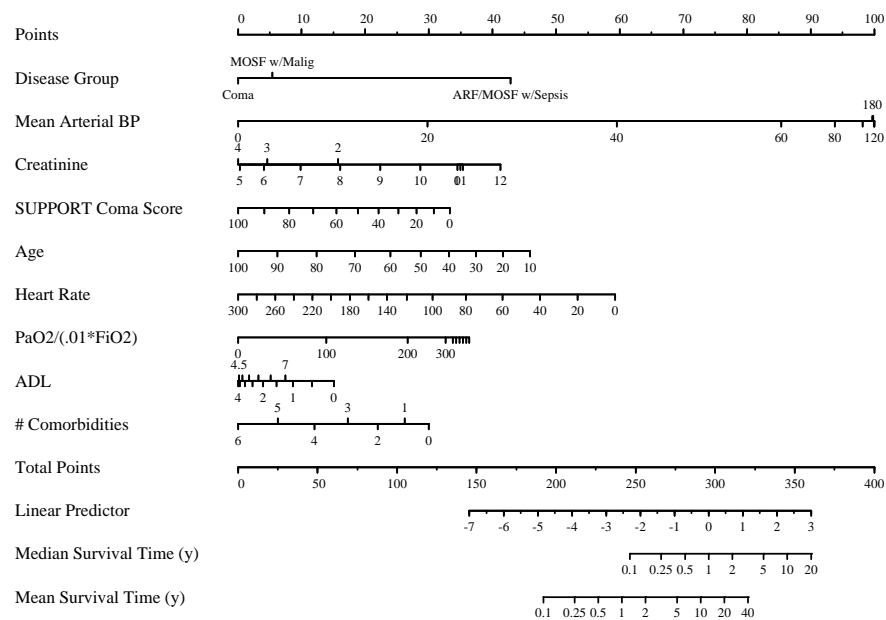 Points
0 10 20 30 40 50 60 70 80 90 100
Disease Group
MOSF w/Malig
Coma ARF/MOSF w/Sepsis
Mean Arterial BP
180
0 20 40 60 80 120
Creatinine
4 3 2
5 6 7 8 9 10 0 1 12
SUPPORT Coma Score
100 80 60 40 20 0
Age
100 90 80 70 60 50 40 30 20 10
Heart Rate
300 260 220 180 140 100 80 60 40 20 0
PaO2/(.01*FiO2)
0 100 200 300
ADL
4.5 7
4 2 1 0
# Comorbidities
5 3 1
6 4 2 0
Total Points
0 50 100 150 200 250 300 350 400
Linear Predictor
-7 -6 -5 -4 -3 -2 -1 0 1 2 3
Median Survival Time (y)
0.1 0.25 0.5 1 2 5 10 20
Mean Survival Time (y)
0.1 0.25 0.5 1 2 5 10 20 40